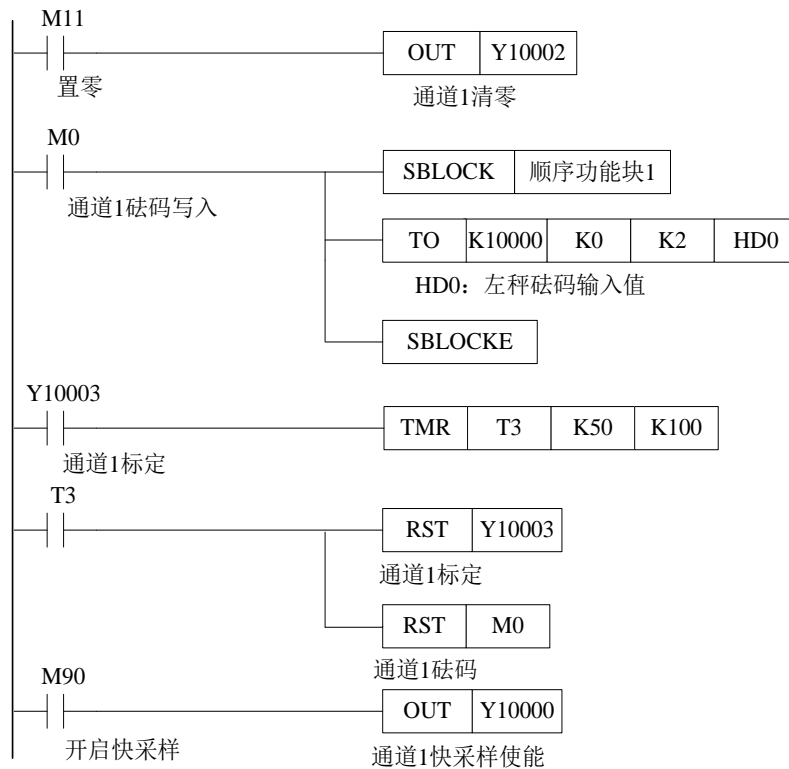 M11
OUT Y10002
置零
通道1清零
M0
SBLOCK 顺序功能块1
通道1砝码写入
TO K10000 K0 K2 HD0
HD0：左秤砝码输入值
SBLOCKE
Y10003
TMR T3 K50 K100
通道1标定
T3
RST Y10003
通道1标定
RST M0
通道1砝码
M90
OUT Y10000
开启快采样
通道1快采样使能